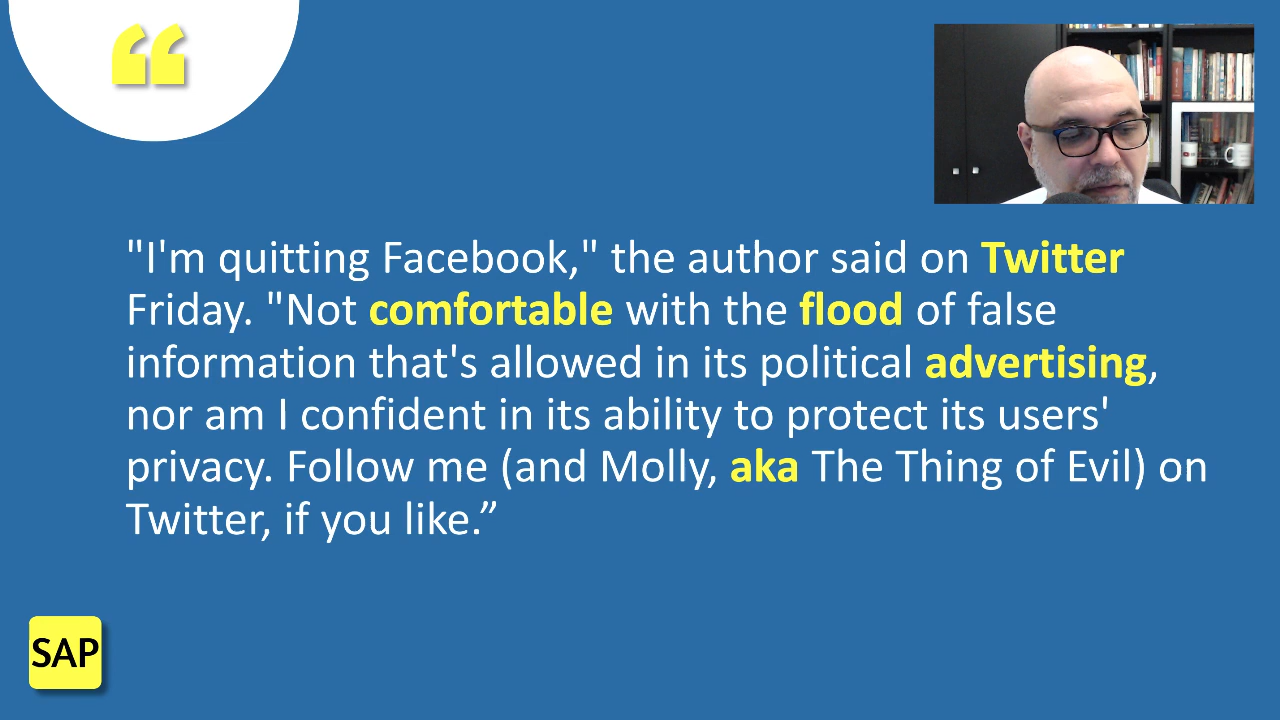 "I'm quitting Facebook," the author said on Twitter
Friday. "Not comfortable with the flood of false
information that's allowed in its political advertising,
nor am I confident in its ability to protect its users'
privacy. Follow me (and Molly, aka The Thing of Evil) on
Twitter, if you like.”
SAP